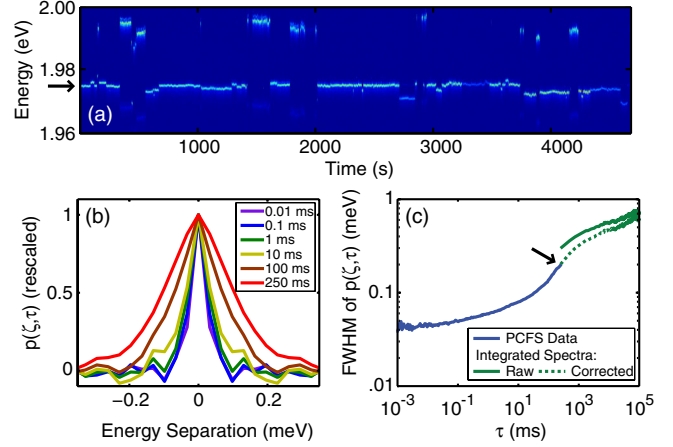 2.00
1.98
1.96
Energy (eV)
(a)
1000
2000
3000
4000
Time (s)
(b)
0.01 ms
0.1 ms
1 ms
10 ms
100 ms
250 ms
1
0.5
0
p(ζ,τ) (rescaled)
−0.2
0
0.2
Energy Separation (meV)
(c)
1
0.1
.01
FWHM of p(ζ,τ) (meV)
PCFS Data
Integrated Spectra:
Raw
Corrected
10^-3
10^-1
10^1
10^3
10^5
τ (ms)